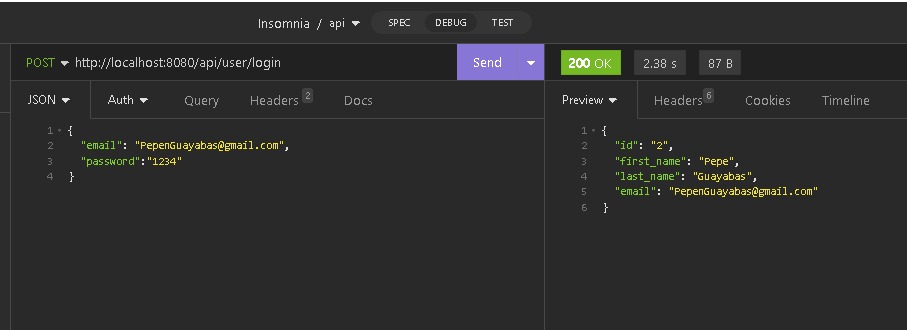 Insomnia / api SPEC DEBUG TEST
POST http://localhost:8080/api/user/login Send 200 OK 2.38 s 87 B
JSON Auth Query Headers 2 Docs
1 {
2 "email": "PepenGuayabas@gmail.com",
3 "password":"1234"
4 }
Preview Headers 6 Cookies Timeline
1 {
2 "id": "2",
3 "first_name": "Pepe",
4 "last_name": "Guayabas",
5 "email": "PepenGuayabas@gmail.com"
6 }